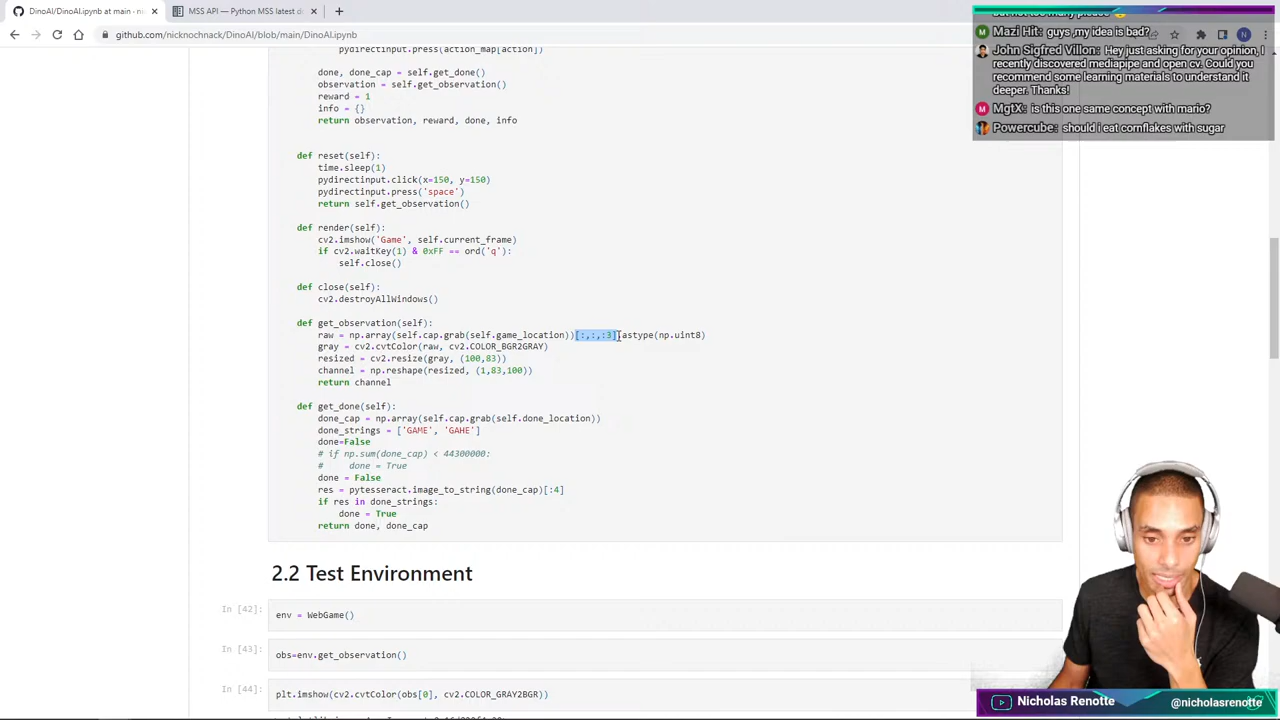 DinoAI/DinoAI.ipynb at main · ni
MSS API — Python MSS latest do
github.com/nicknochnack/DinoAI/blob/main/DinoAI.ipynb
pydirectinput.press(action_map[action])
done, done_cap = self.get_done()
observation = self.get_observation()
reward = 1
info = {}
return observation, reward, done, info
def reset(self):
time.sleep(1)
pydirectinput.click(x=150, y=150)
pydirectinput.press('space')
return self.get_observation()
def render(self):
cv2.imshow('Game', self.current_frame)
if cv2.waitKey(1) & 0xFF == ord('q'):
self.close()
def close(self):
cv2.destroyAllWindows()
def get_observation(self):
raw = np.array(self.cap.grab(self.game_location))[:,:,:3].astype(np.uint8)
gray = cv2.cvtColor(raw, cv2.COLOR_BGR2GRAY)
resized = cv2.resize(gray, (100,83))
channel = np.reshape(resized, (1,83,100))
return channel
def get_done(self):
done_cap = np.array(self.cap.grab(self.done_location))
done_strings = ['GAME', 'GAHE']
done=False
# if np.sum(done_cap) < 44300000:
#     done = True
done = False
res = pytesseract.image_to_string(done_cap)[:4]
if res in done_strings:
done = True
return done, done_cap
2.2 Test Environment
In [42]:
env = WebGame()
In [43]:
obs=env.get_observation()
In [44]:
plt.imshow(cv2.cvtColor(obs[0], cv2.COLOR_GRAY2BGR))
But not too many please
Mazi Hit: guys ,my idea is bad?
John Sigfred Villon: Hey just asking for your opinion, I
recently discovered mediapipe and open cv. Could you
recommend some learning materials to understand it
deeper. Thanks!
MgtX: is this one same concept with mario?
Powercube: should i eat cornflakes with sugar
Nicholas Renotte
@nicholasrenotte